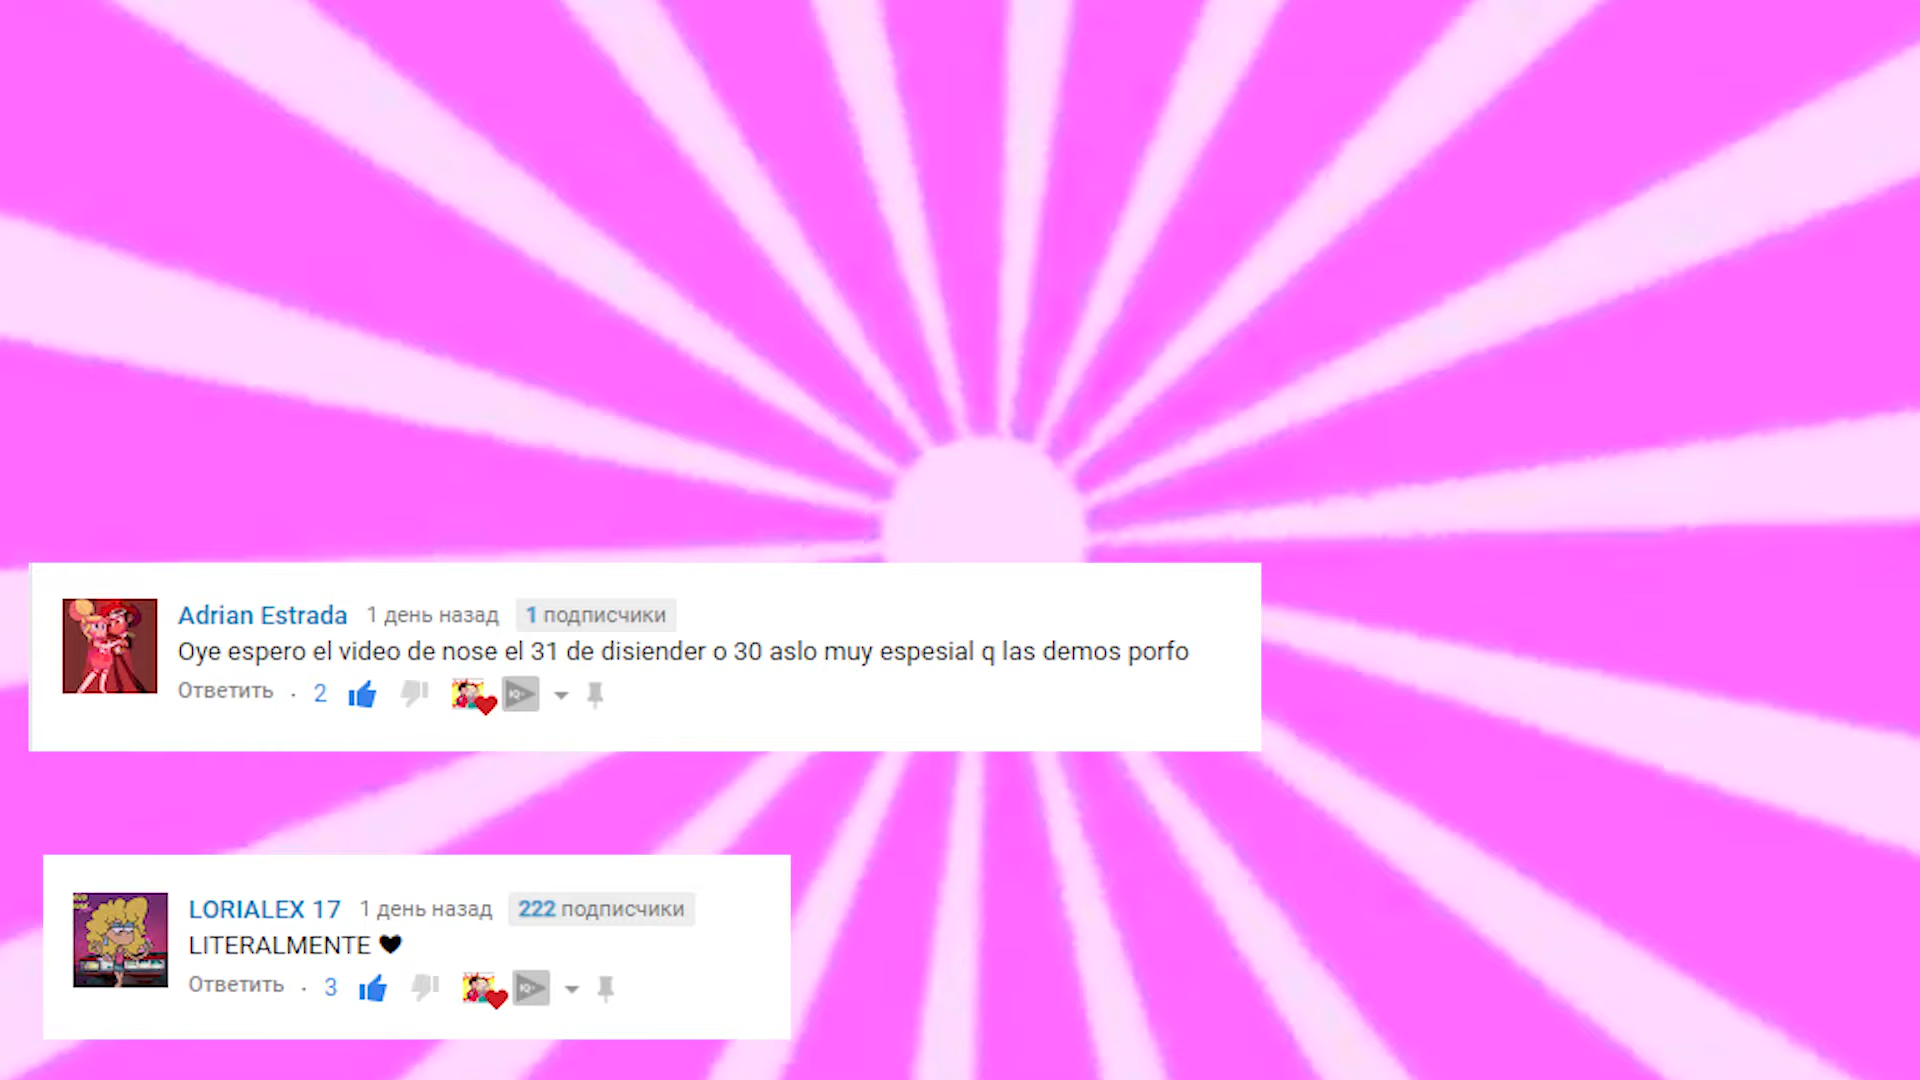 Adrian Estrada 1 день назад 1 подписчики
Oye espero el video de nose el 31 de disiender o 30 aslo muy espesial q las demos porfo
Ответить · 2
LORIALEX 17 1 день назад 222 подписчики
LITERALMENTE ♥
Ответить · 3